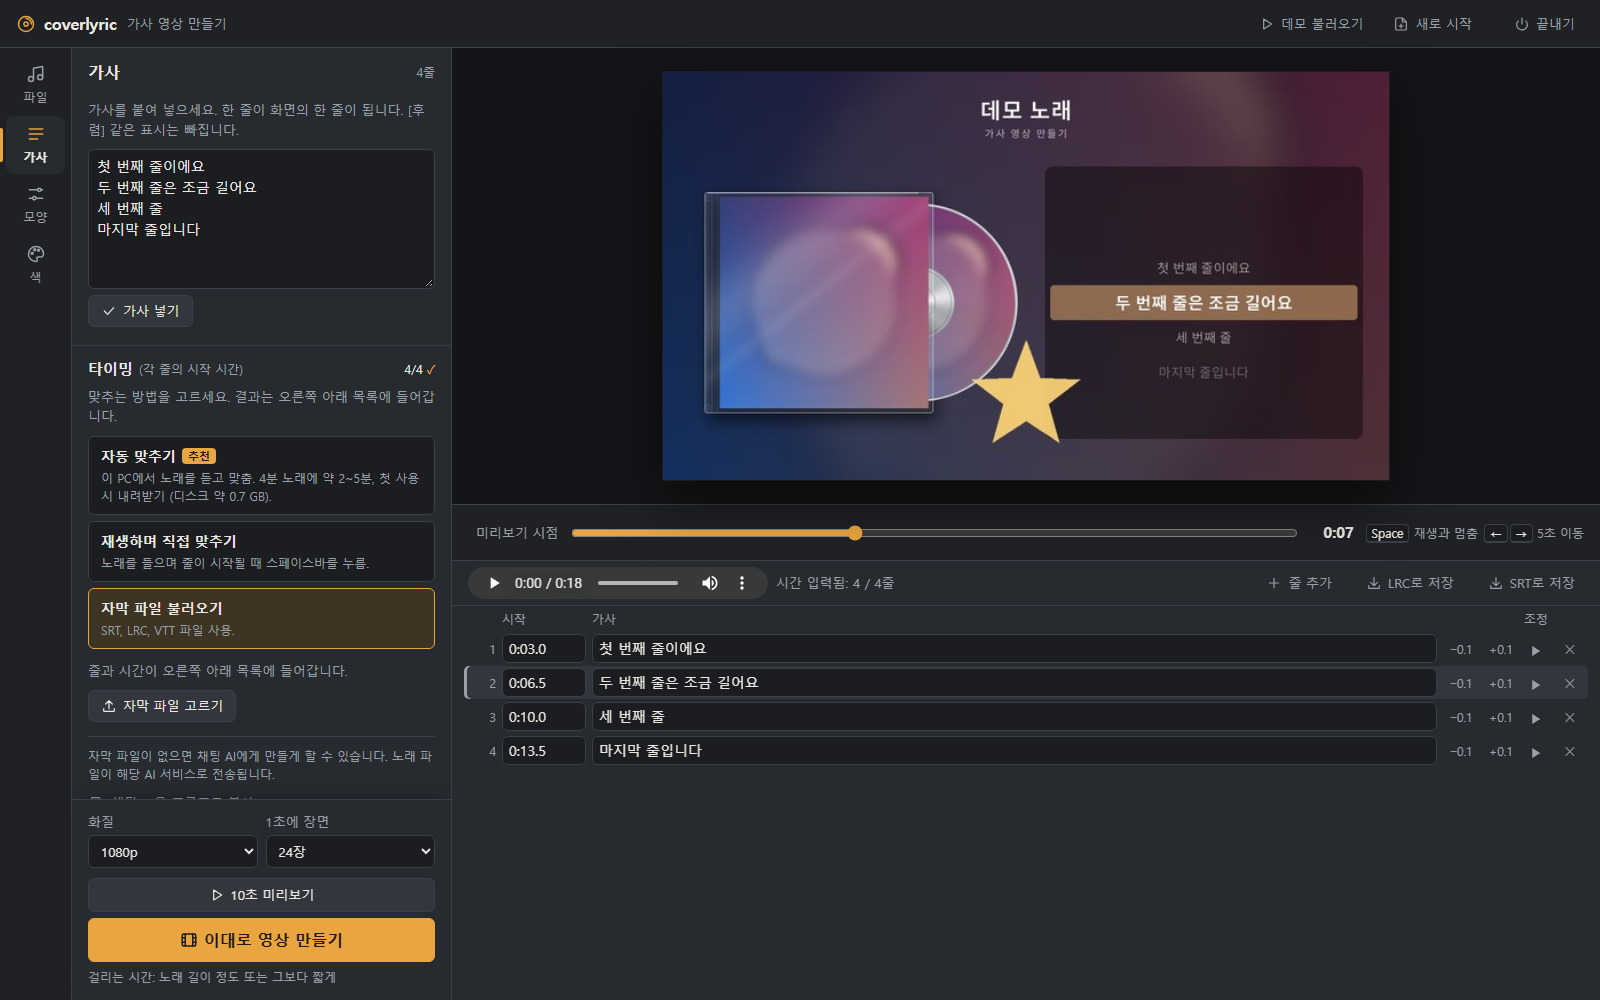 coverlyric 가사 영상 만들기
데모 불러오기 새로 시작 끝내기
파일
가사
모양
색
가사 4줄
가사를 붙여 넣으세요. 한 줄이 화면의 한 줄이 됩니다. [후
렴] 같은 표시는 빠집니다.
첫 번째 줄이에요
두 번째 줄은 조금 길어요
세 번째 줄
마지막 줄입니다
가사 넣기
타이밍 (각 줄의 시작 시간) 4/4
맞추는 방법을 고르세요. 결과는 오른쪽 아래 목록에 들어갑
니다.
자동 맞추기 추천
이 PC에서 노래를 듣고 맞춤. 4분 노래에 약 2~5분, 첫 사용
시 내려받기 (디스크 약 0.7 GB).
재생하며 직접 맞추기
노래를 들으며 줄이 시작될 때 스페이스바를 누름.
자막 파일 불러오기
SRT, LRC, VTT 파일 사용.
줄과 시간이 오른쪽 아래 목록에 들어갑니다.
자막 파일 고르기
자막 파일이 없으면 채팅 AI에게 만들게 할 수 있습니다. 노래 파
일이 해당 AI 서비스로 전송됩니다.
화질 1초에 장면
1080p 24장
10초 미리보기
이대로 영상 만들기
걸리는 시간: 노래 길이 정도 또는 그보다 짧게
데모 노래
가사 영상 만들기
첫 번째 줄이에요
두 번째 줄은 조금 길어요
세 번째 줄
마지막 줄입니다
미리보기 시점 0:07 Space 재생과 멈춤 ← → 5초 이동
0:00 / 0:18 시간 입력됨: 4 / 4줄 줄 추가 LRC로 저장 SRT로 저장
시작 가사 조정
1 0:03.0 첫 번째 줄이에요 −0.1 +0.1
2 0:06.5 두 번째 줄은 조금 길어요 −0.1 +0.1
3 0:10.0 세 번째 줄 −0.1 +0.1
4 0:13.5 마지막 줄입니다 −0.1 +0.1